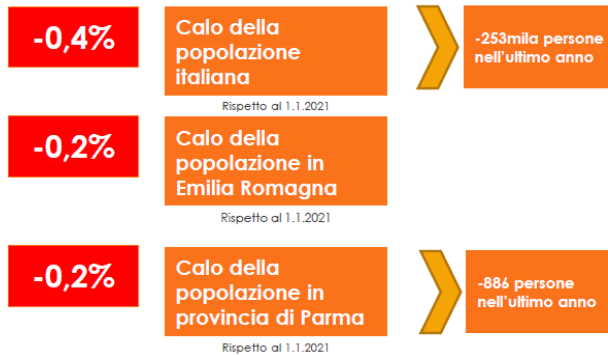 -0,4%
Calo della
popolazione
italiana
-253mila persone
nell'ultimo anno
Rispetto al 1.1.2021
-0,2%
Calo della
popolazione in
Emilia Romagna
Rispetto al 1.1.2021
-0,2%
Calo della
popolazione in
provincia di Parma
-886 persone
nell'ultimo anno
Rispetto al 1.1.2021